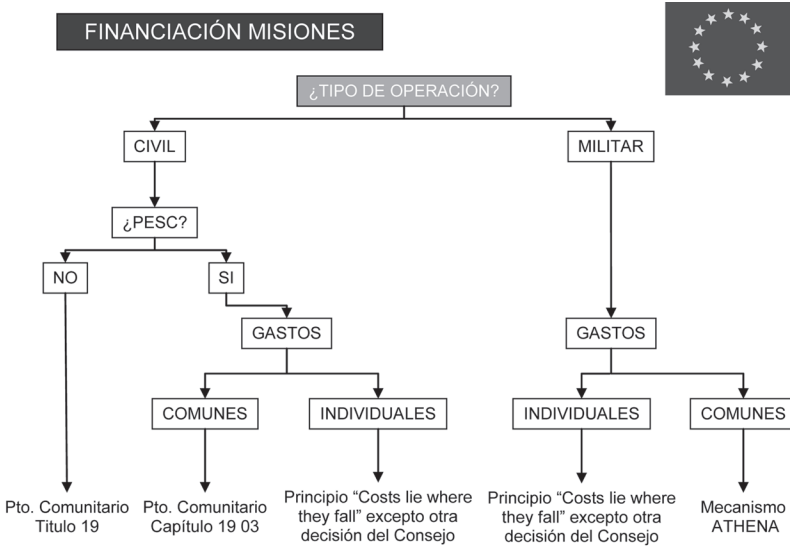 FINANCIACIÓN MISIONES
¿TIPO DE OPERACIÓN?
CIVIL
MILITAR
¿PESC?
NO
SI
GASTOS
GASTOS
COMUNES
INDIVIDUALES
INDIVIDUALES
COMUNES
Pto. Comunitario
Titulo 19
Pto. Comunitario
Capítulo 19 03
Principio “Costs lie where
they fall” excepto otra
decisión del Consejo
Principio “Costs lie where
they fall” excepto otra
decisión del Consejo
Mecanismo
ATHENA